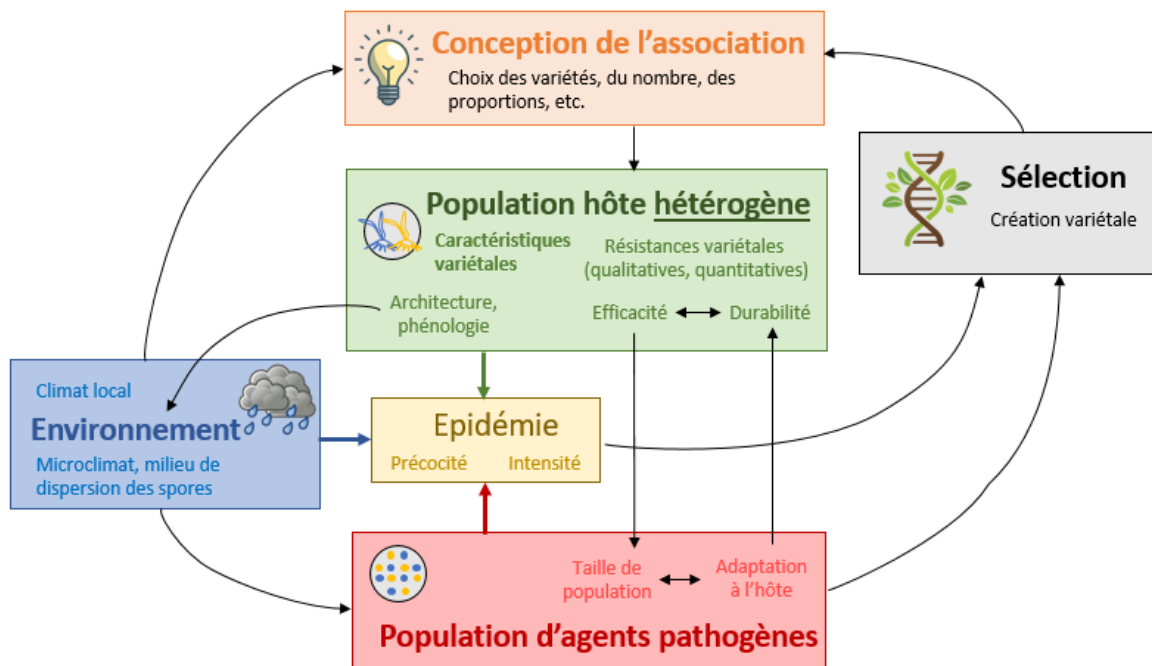 Conception de l'association
Choix des variétés, du nombre, des
proportions, etc.
Sélection
Création variétale
Population hôte hétérogène
Caractéristiques
variétales
Résistances variétales
(qualitatives, quantitatives)
Architecture,
phénologie
Efficacité
Durabilité
Climat local
Environnement
Microclimat, milieu de
dispersion des spores
Epidémie
Précocité
Intensité
Taille de
population
Adaptation
à l'hôte
Population d'agents pathogènes